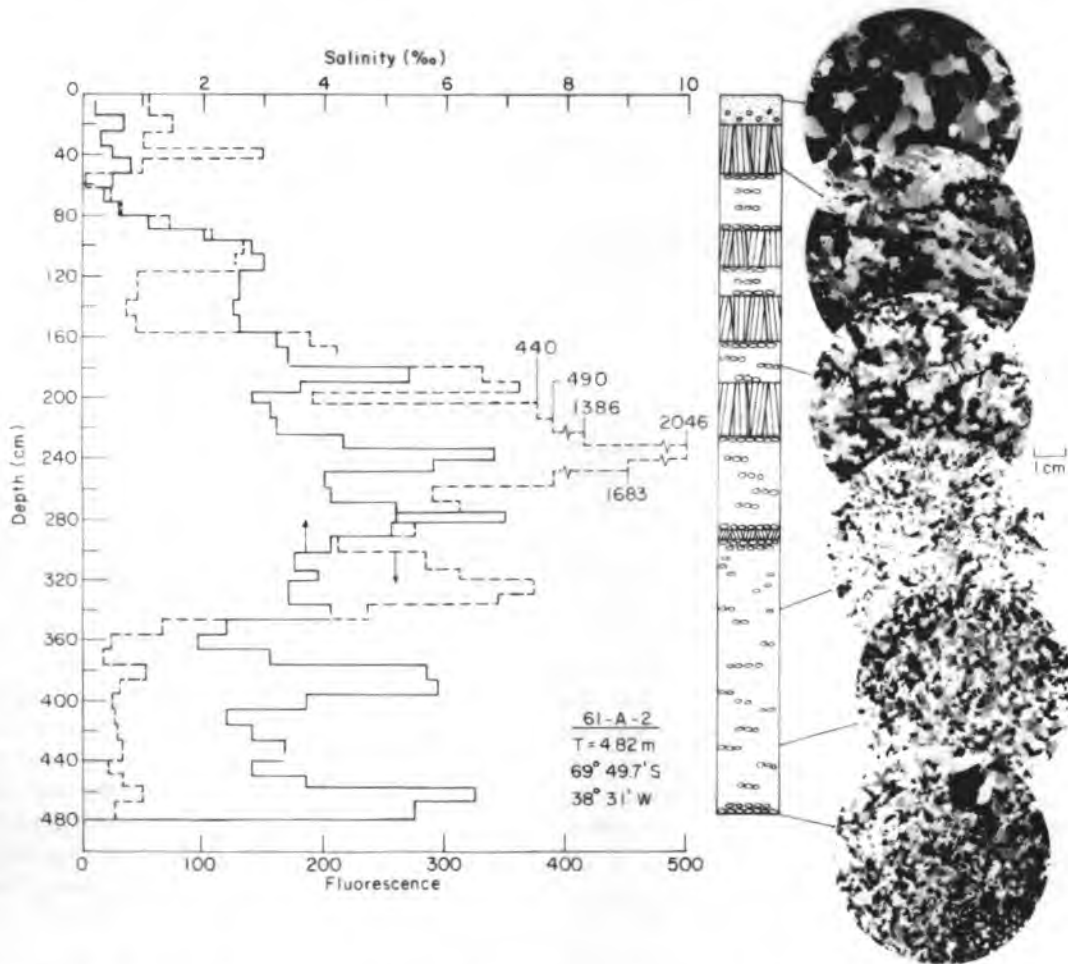 Salinity (‰)
0 2 4 6 8 10
0
40
80
120
160
200
240
280
320
360
400
440
480
Depth (cm)
440
490
1386
2046
1683
61-A-2
T = 4.82 m
69° 49.7' S
38° 31' W
0 100 200 300 400 500
Fluorescence
1 cm